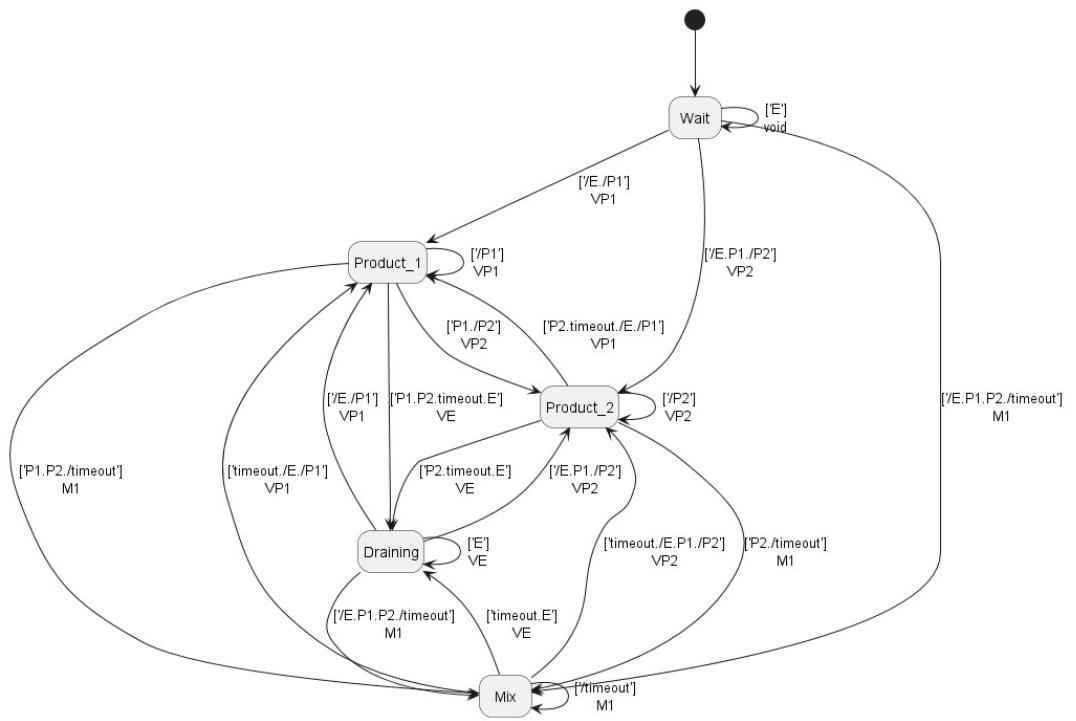 Wait
['E']
void
['/E./P1']
VP1
['/E.P1./P2']
VP2
Product_1
['/P1']
VP1
['P1./P2']
VP2
['P2.timeout./E./P1']
VP1
['/E./P1']
VP1
['P1.P2.timeout.E']
VE
Product_2
['/P2']
VP2
['/E.P1.P2./timeout']
M1
['P1.P2./timeout']
M1
['timeout./E./P1']
VP1
['P2.timeout.E']
VE
['/E.P1./P2']
VP2
Draining
['E']
VE
['timeout./E.P1./P2']
VP2
['P2./timeout']
M1
['/E.P1.P2./timeout']
M1
['timeout.E']
VE
Mix
['/timeout']
M1